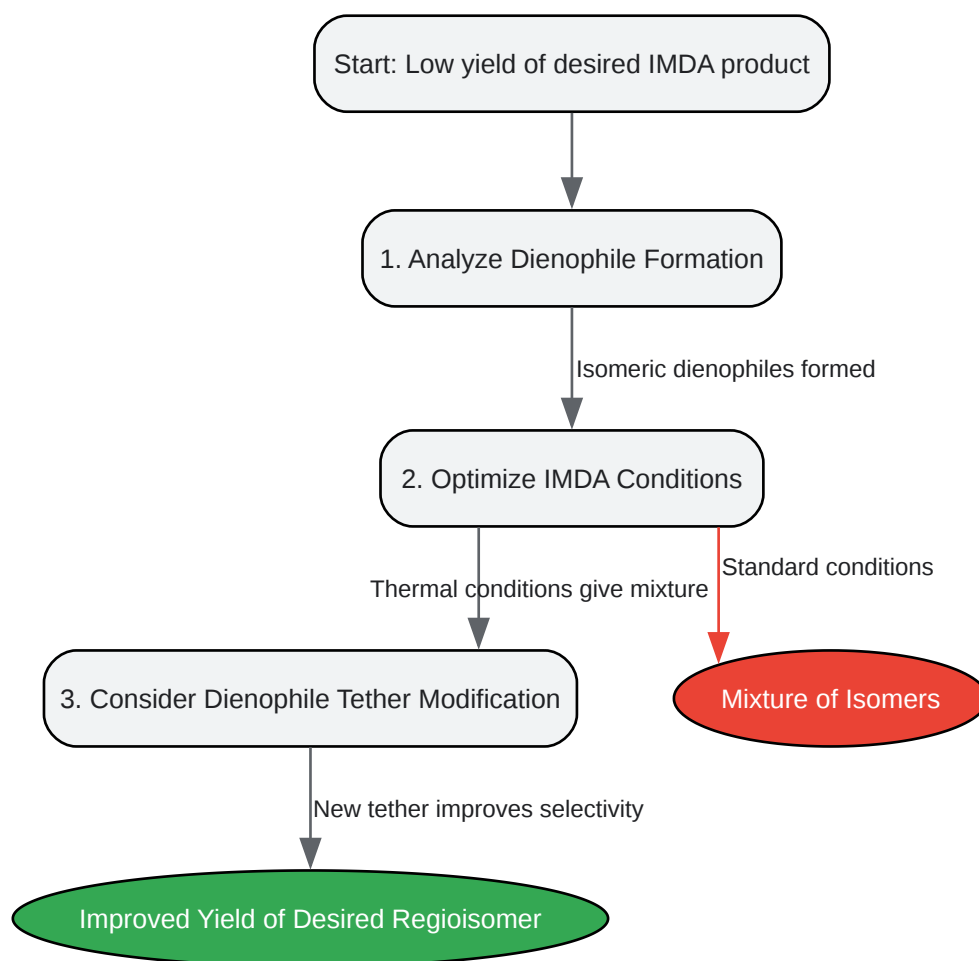 Start: Low yield of desired IMDA product
1. Analyze Dienophile Formation
Isomeric dienophiles formed
2. Optimize IMDA Conditions
Thermal conditions give mixture
Standard conditions
3. Consider Dienophile Tether Modification
Mixture of Isomers
New tether improves selectivity
Improved Yield of Desired Regioisomer